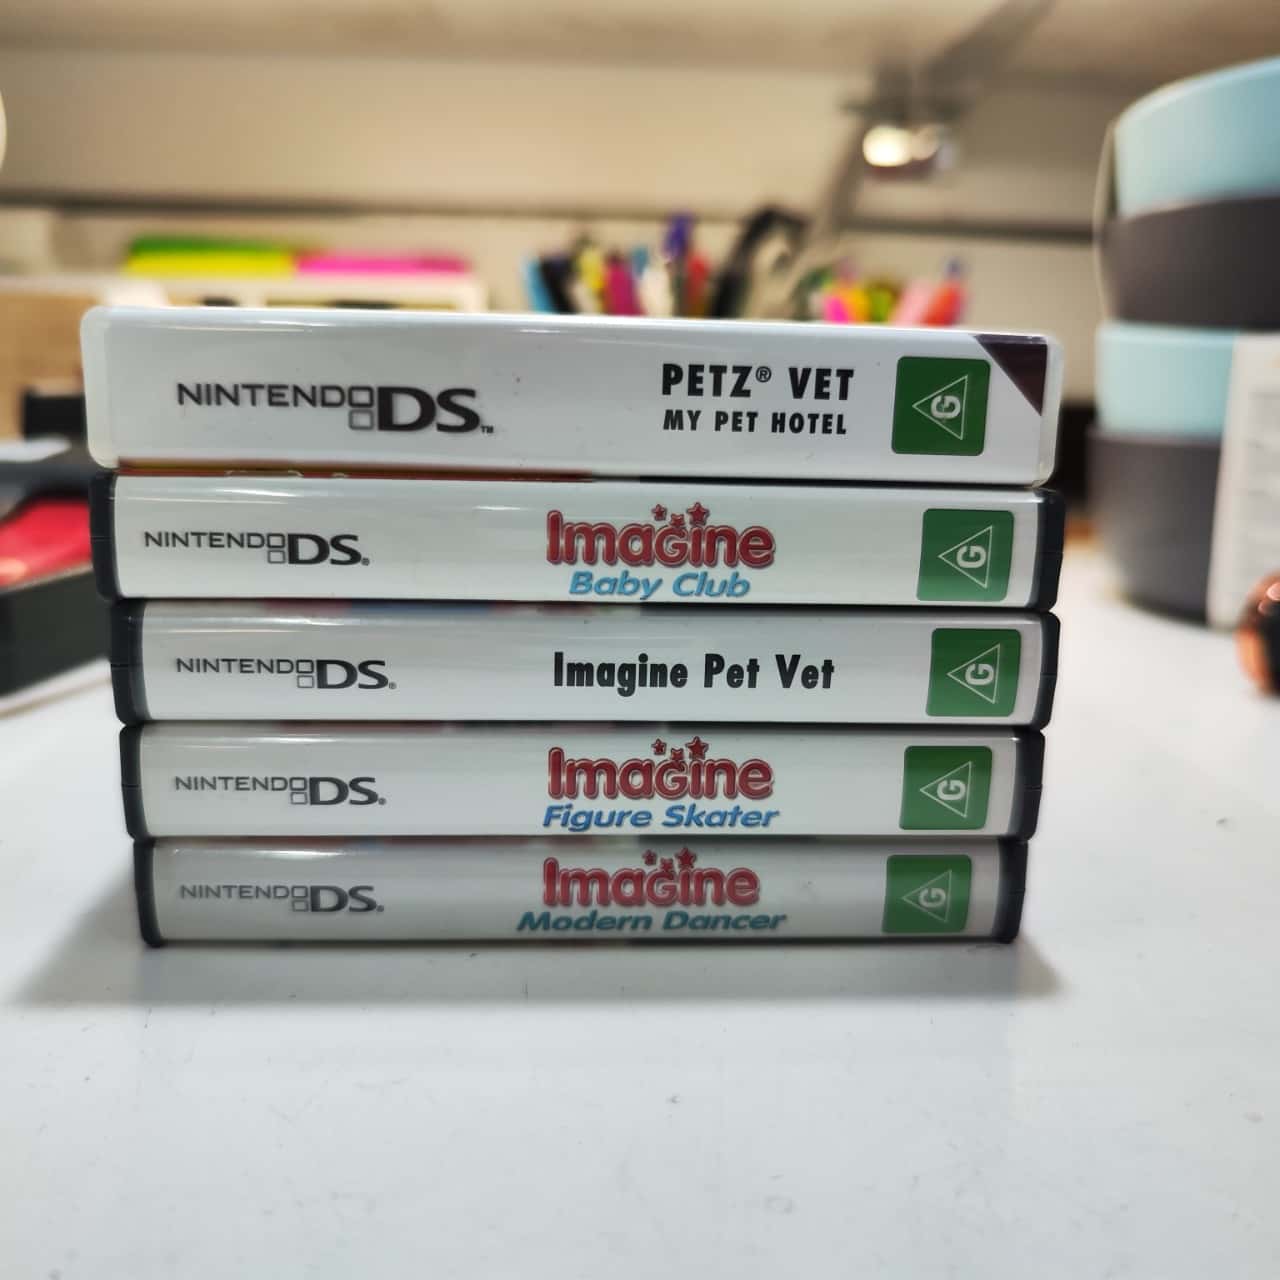 NINTENDO DS™
PETZ® VET
MY PET HOTEL
G
NINTENDO DS®
Imagine
Baby Club
G
NINTENDO DS®
Imagine Pet Vet
G
NINTENDO DS®
Imagine
Figure Skater
G
NINTENDO DS®
Imagine
Modern Dancer
G